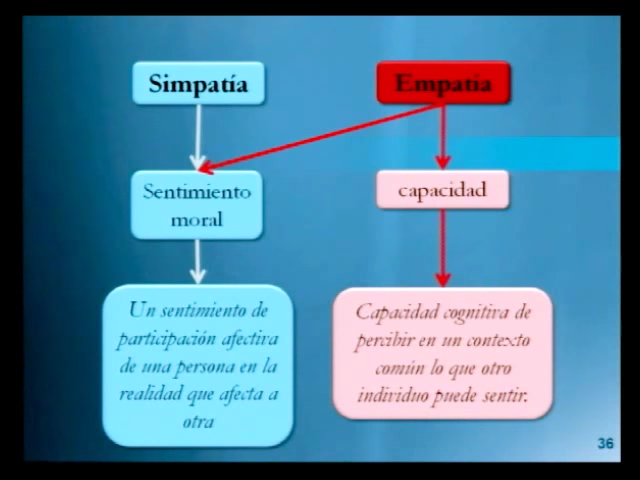 Simpatía
Empatía
Sentimiento
moral
capacidad
Un sentimiento de
participación afectiva
de una persona en la
realidad que afecta a
otra
Capacidad cognitiva de
percibir en un contexto
común lo que otro
individuo puede sentir.
36